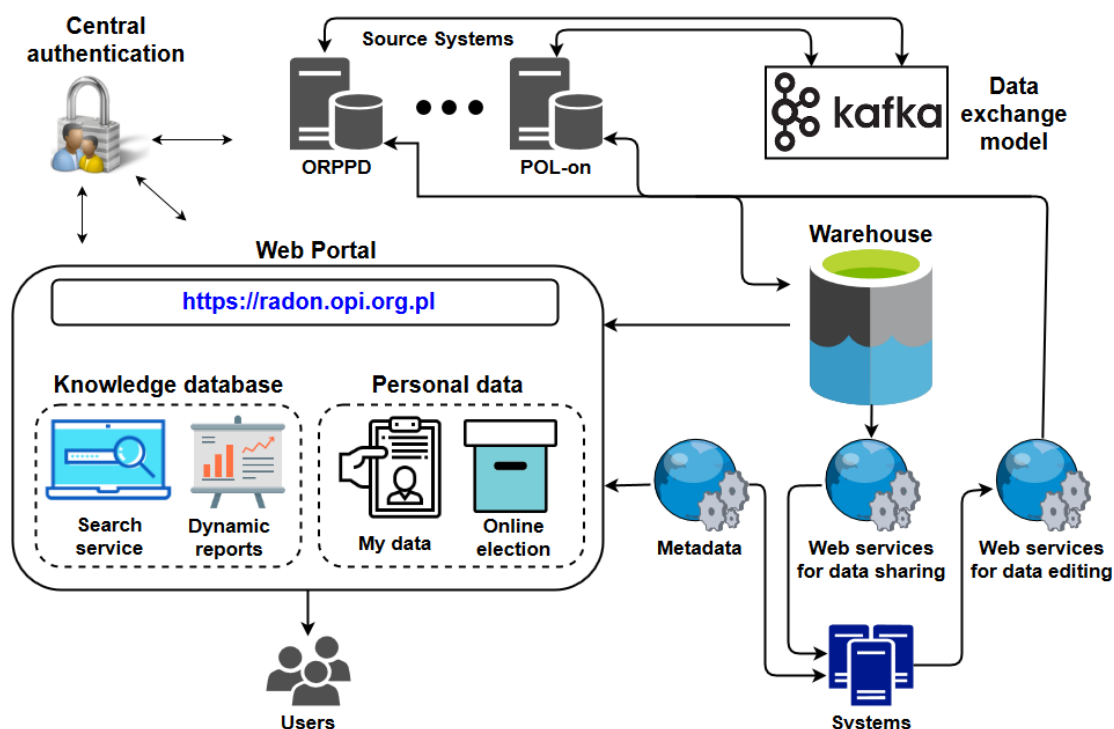 Central
authentication
Source Systems
kafka
Data
exchange
model
ORPPD
POL-on
Web Portal
https://radon.opi.org.pl
Warehouse
Knowledge database
Personal data
Search
service
Dynamic
reports
My data
Online
election
Metadata
Web services
for data sharing
Web services
for data editing
Users
Systems